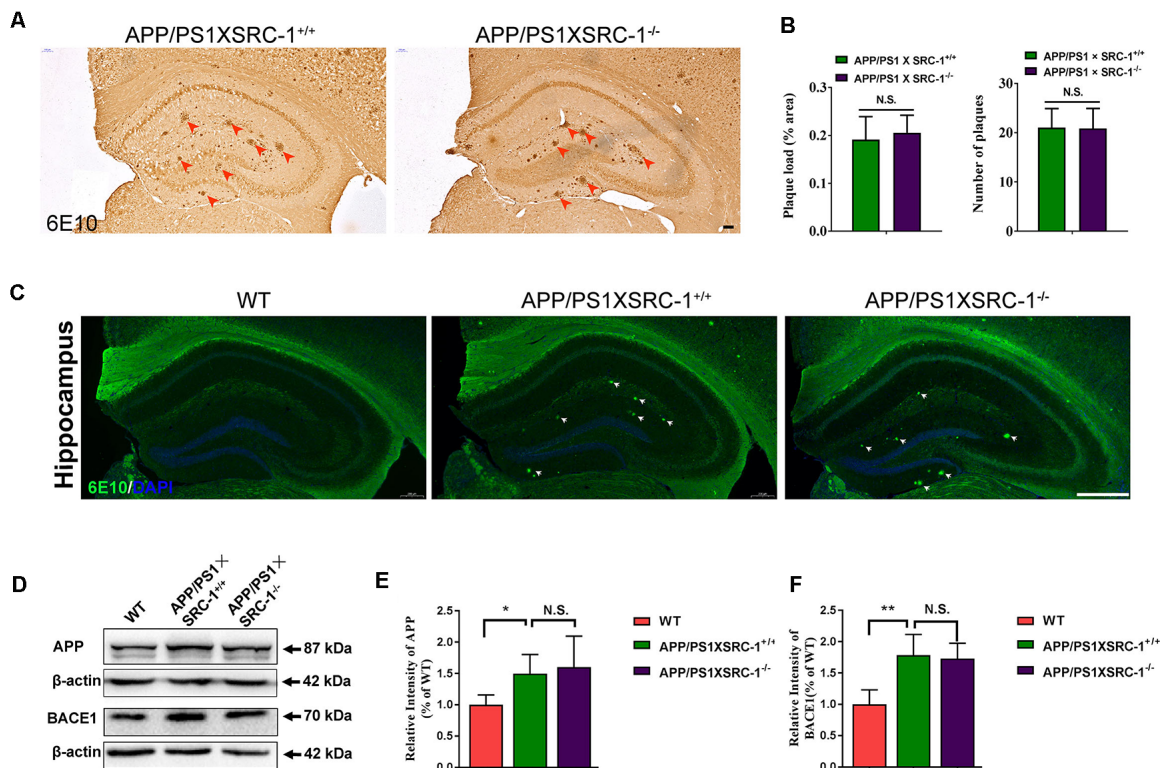 A
APP/PS1XSRC-1+/+
APP/PS1XSRC-1-/-
6E10
B
APP/PS1 X SRC-1+/+
APP/PS1 X SRC-1-/-
Plaque load (% area)
0.3
0.2
0.1
0.0
N.S.
APP/PS1 × SRC-1+/+
APP/PS1 × SRC-1-/-
Number of plaques
30
20
10
0
N.S.
C
WT
APP/PS1XSRC-1+/+
APP/PS1XSRC-1-/-
Hippocampus
6E10/DAPI
D
WT
APP/PS1×
SRC-1+/+
APP/PS1×
SRC-1-/-
APP
87 kDa
β-actin
42 kDa
BACE1
70 kDa
β-actin
42 kDa
E
Relative Intensity of APP
(% of WT)
2.5
2.0
1.5
1.0
0.5
0.0
*
N.S.
WT
APP/PS1XSRC-1+/+
APP/PS1XSRC-1-/-
F
Relative Intensity of
BACE1(% of WT)
2.5
2.0
1.5
1.0
0.5
0.0
**
N.S.
WT
APP/PS1XSRC-1+/+
APP/PS1XSRC-1-/-